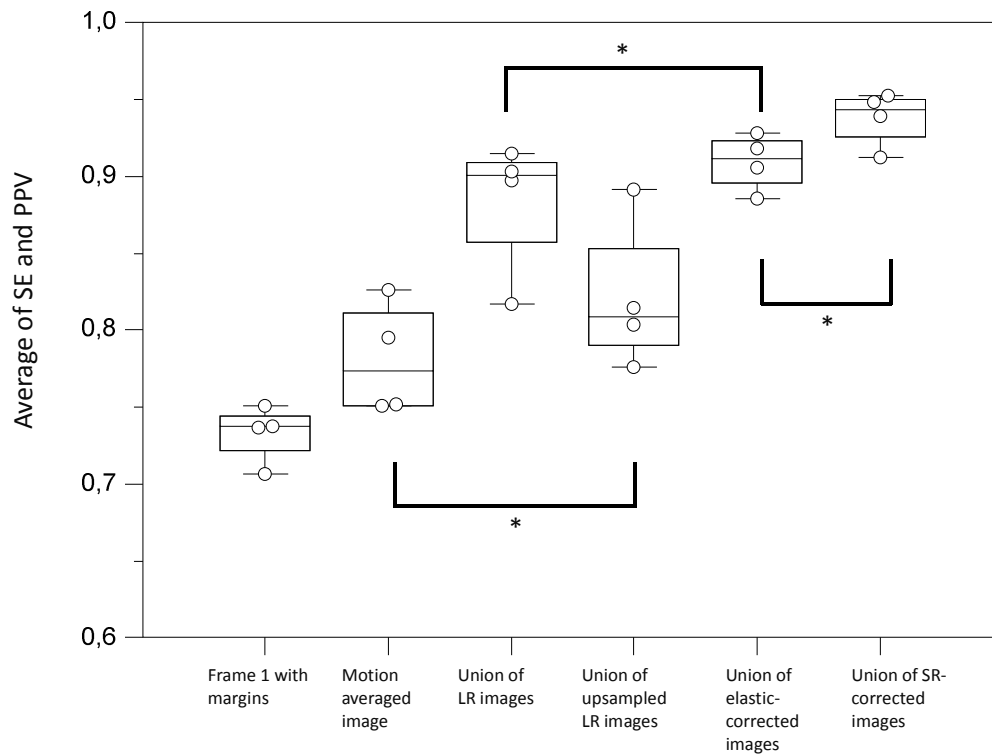 1,0
0,9
0,8
0,7
0,6
Average of SE and PPV
*
*
*
Frame 1 with
margins
Motion
averaged
image
Union of
LR images
Union of
upsampled
LR images
Union of
elastic-
corrected
images
Union of SR-
corrected
images